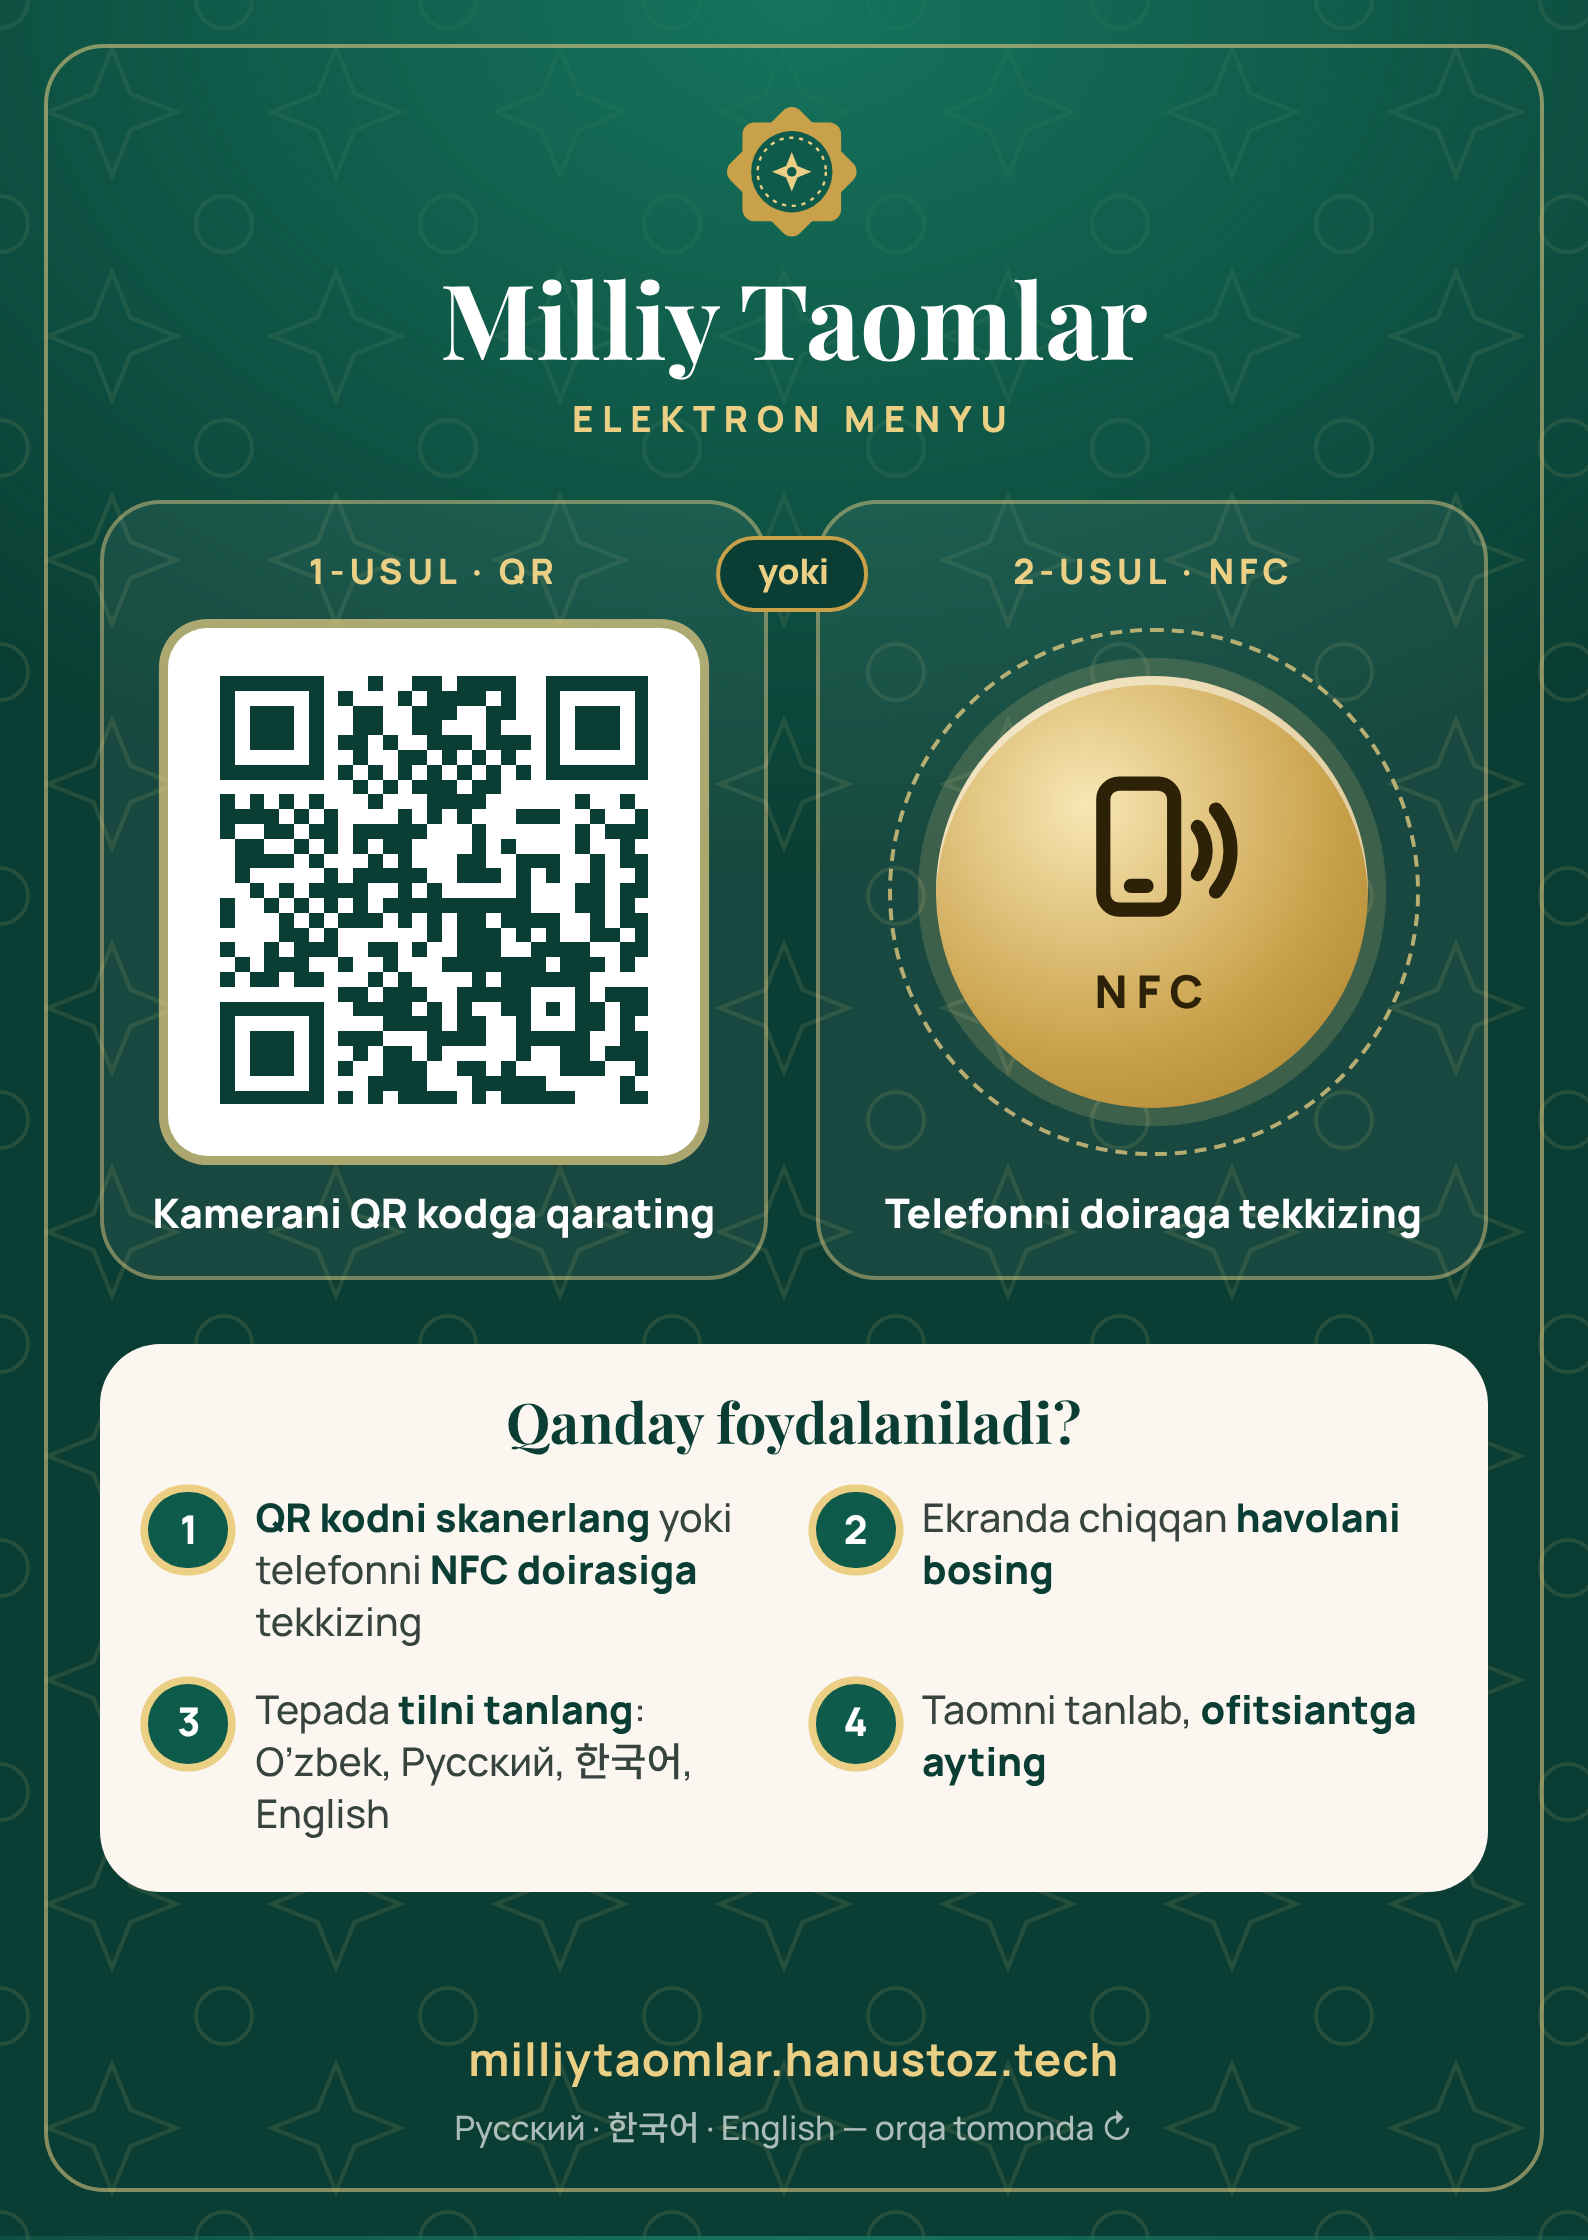 Milliy Taomlar
ELEKTRON MENYU
1-USUL · QR
yoki
2-USUL · NFC
NFC
Kamerani QR kodga qarating
Telefonni doiraga tekkizing
Qanday foydalaniladi?
1
QR kodni skanerlang yoki
telefonni NFC doirasiga
tekkizing
2
Ekranda chiqqan havolani
bosing
3
Tepada tilni tanlang:
O’zbek, Русский, 한국어,
English
4
Taomni tanlab, ofitsiantga
ayting
milliytaomlar.hanustoz.tech
Русский · 한국어 · English — orqa tomonda ↻